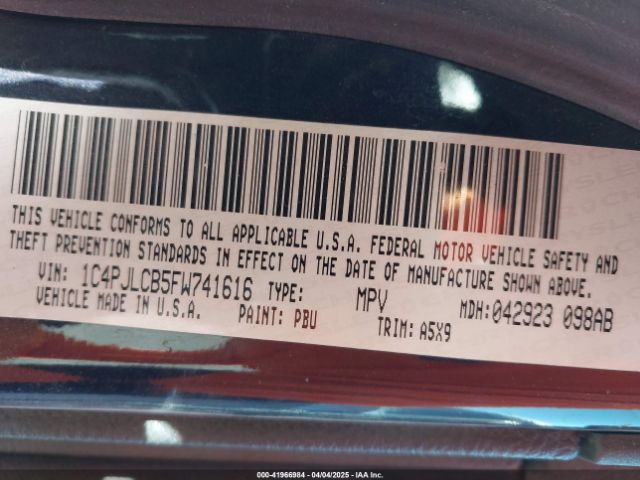 THIS VEHICLE CONFORMS TO ALL APPLICABLE U.S.A. FEDERAL MOTOR VEHICLE SAFETY AND
THEFT PREVENTION STANDARDS IN EFFECT ON THE DATE OF MANUFACTURE SHOWN ABOVE.
VIN: 1C4PJLCB5FW741616 TYPE: MPV MDH:042923 098AB
VEHICLE MADE IN U.S.A. PAINT: PBU TRIM: A5X9
000-41966984 - 04/04/2025 - IAA Inc.